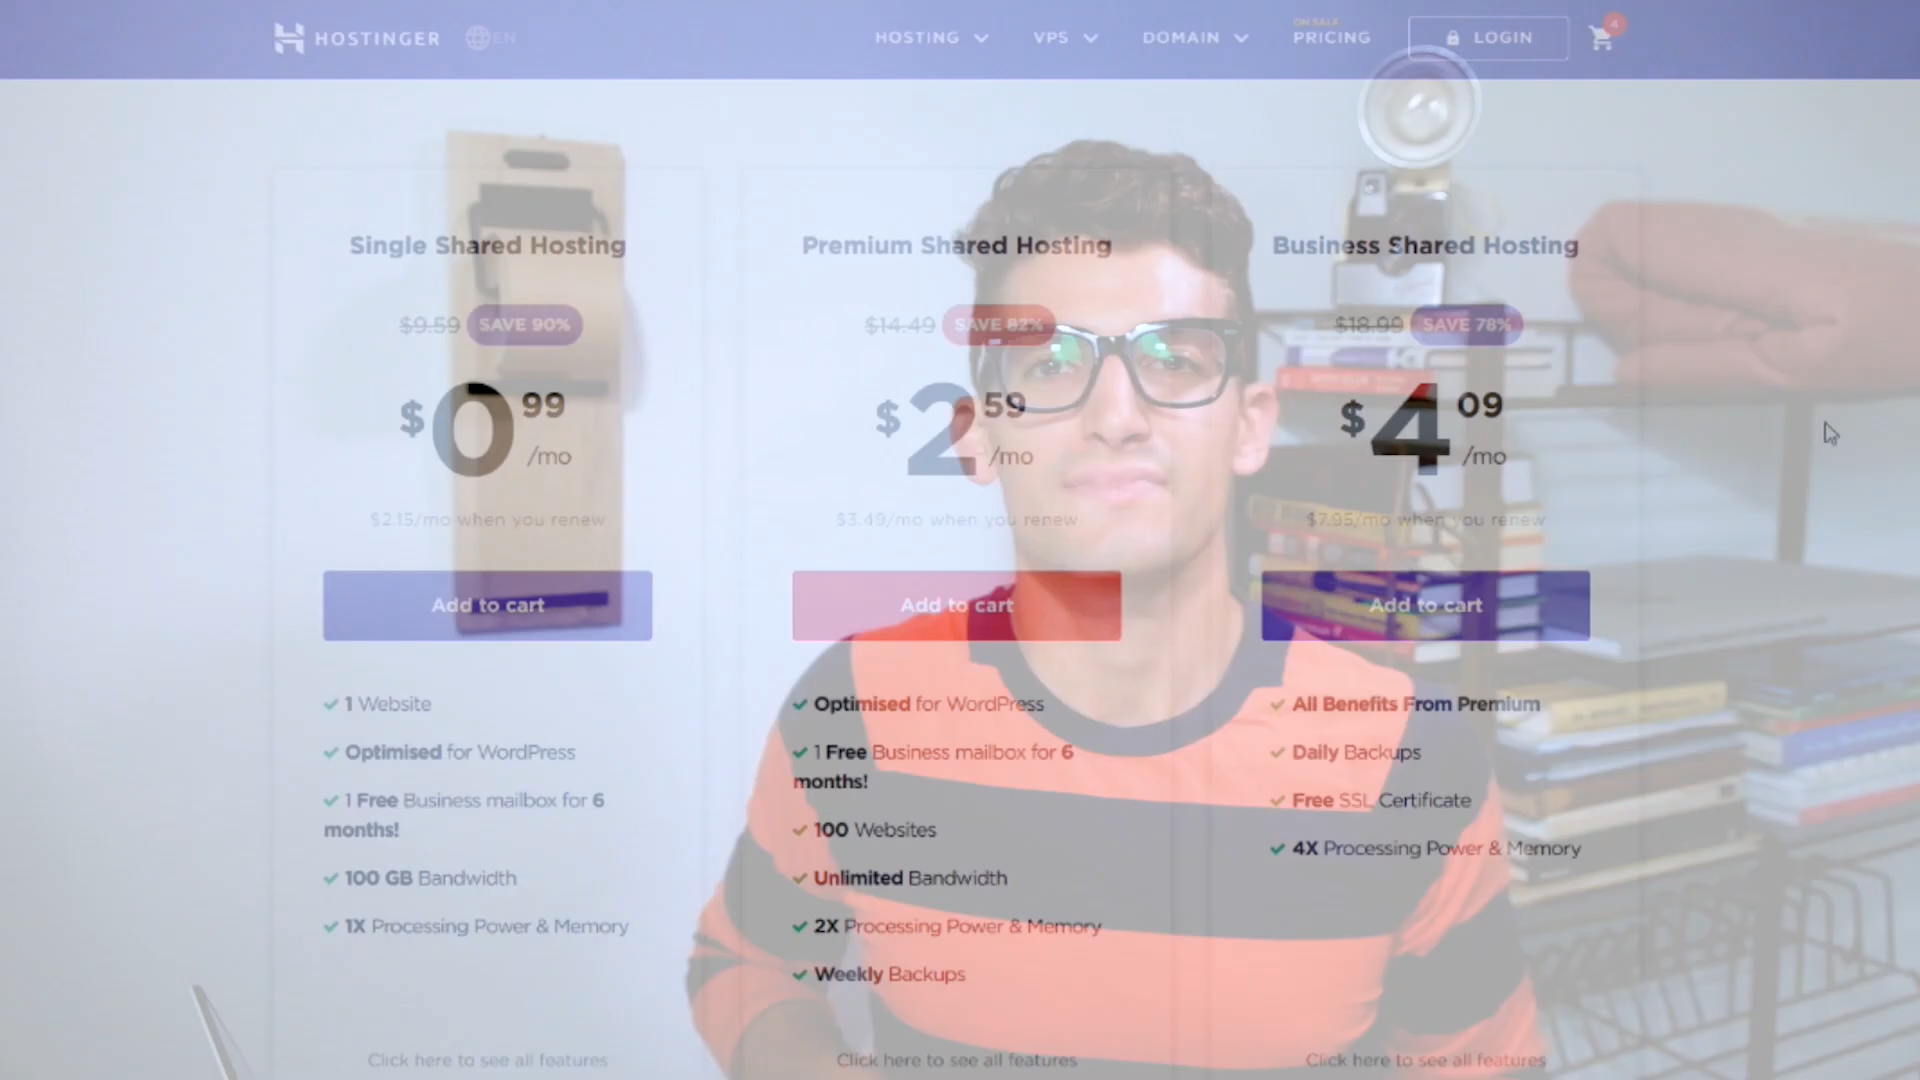 HOSTINGER EN HOSTING VPS DOMAIN ON SALE PRICING LOGIN 4
Single Shared Hosting
$9.59 SAVE 90%
$0.99/mo
$2.15/mo when you renew
Add to cart
1 Website
Optimised for WordPress
1 Free Business mailbox for 6
months!
100 GB Bandwidth
1X Processing Power & Memory
Click here to see all features
Premium Shared Hosting
$14.49 SAVE 82%
$2.59/mo
$3.49/mo when you renew
Add to cart
Optimised for WordPress
1 Free Business mailbox for 6
months!
100 Websites
Unlimited Bandwidth
2X Processing Power & Memory
Weekly Backups
Click here to see all features
Business Shared Hosting
$18.99 SAVE 78%
$4.09/mo
$7.95/mo when you renew
Add to cart
All Benefits From Premium
Daily Backups
Free SSL Certificate
4X Processing Power & Memory
Click here to see all features